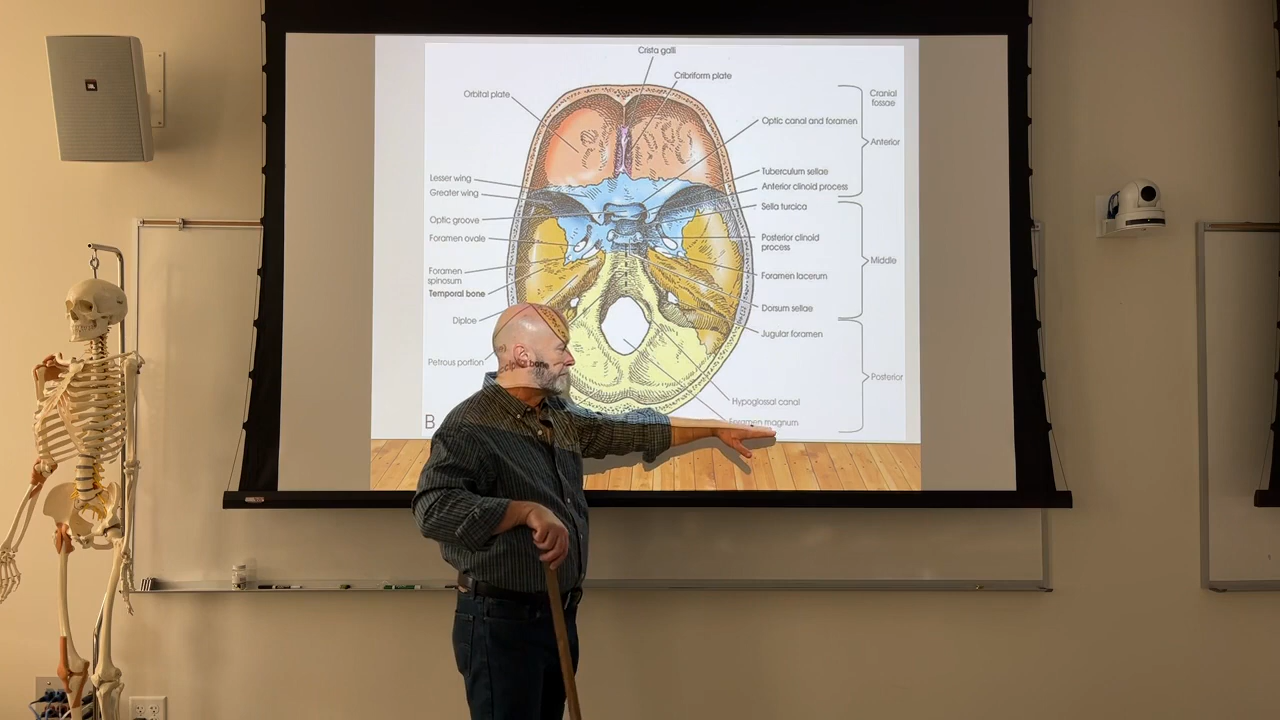 Crista galli
Cribriform plate
Orbital plate
Cranial
fossae
Optic canal and foramen
Anterior
Tuberculum sellae
Lesser wing
Anterior clinoid process
Greater wing
Sella turcica
Optic groove
Foramen ovale
Posterior clinoid
process
Middle
Foramen
spinosum
Foramen lacerum
Temporal bone
Dorsum sellae
Diploe
Jugular foramen
Petrous portion
bone
Posterior
Hypoglossal canal
B
Foramen magnum
JBL